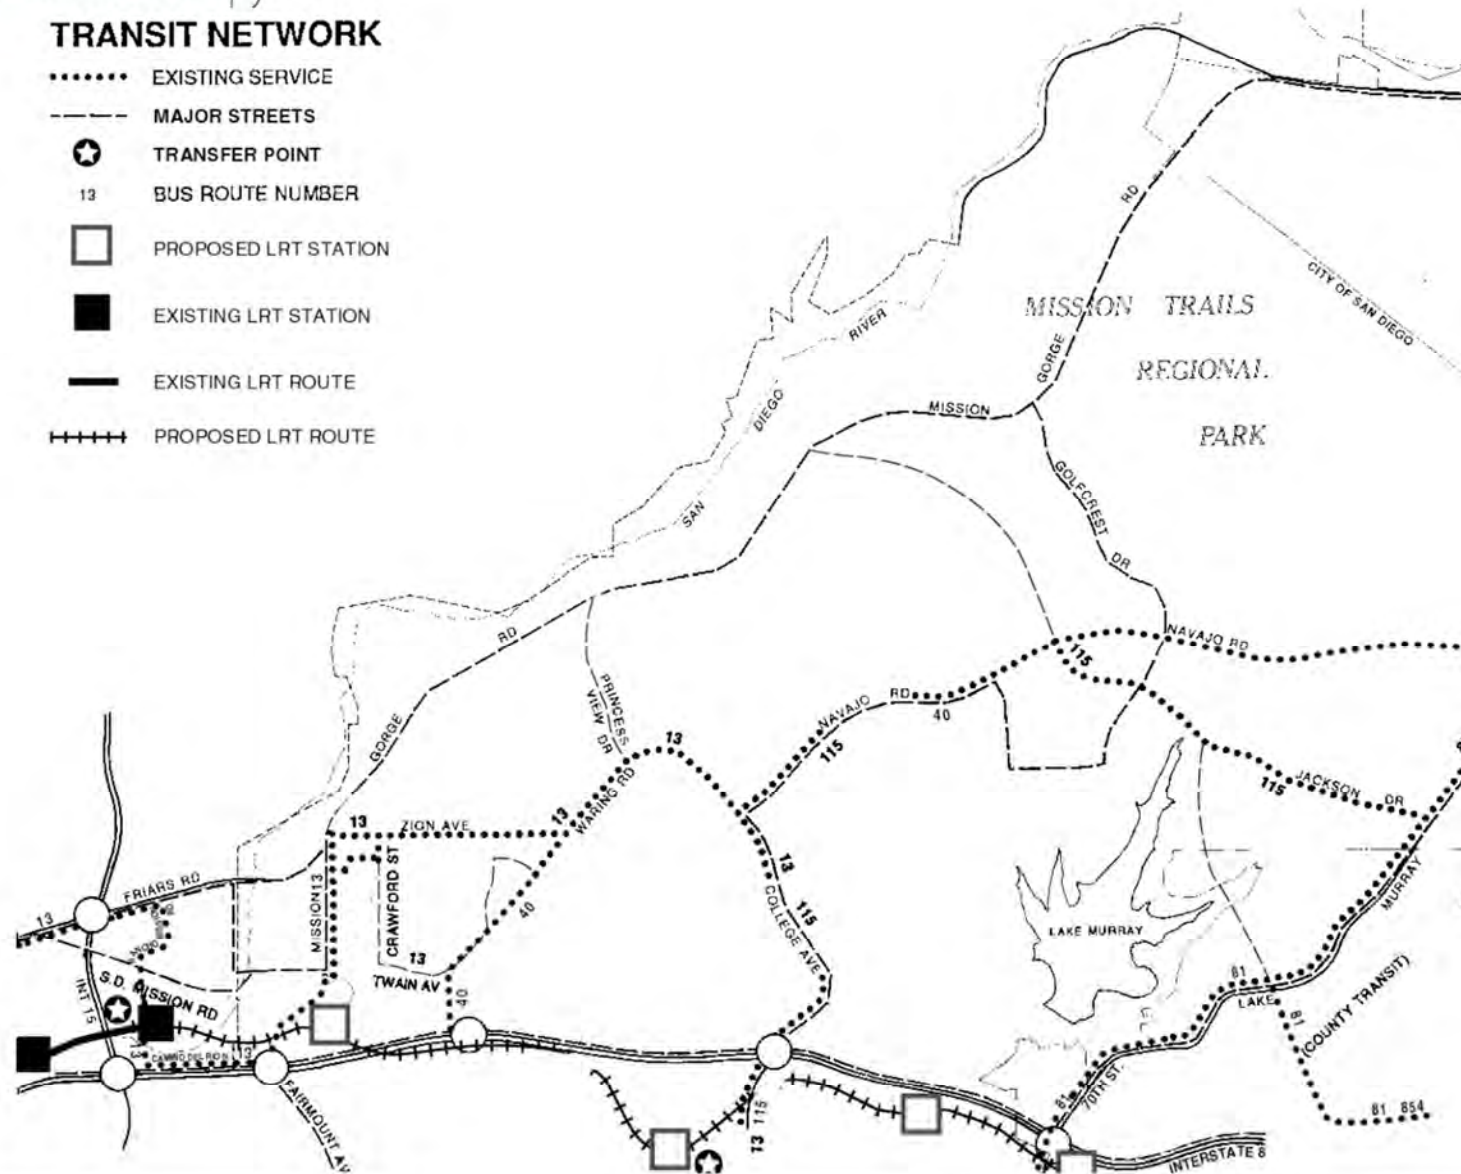 TRANSIT NETWORK
EXISTING SERVICE
MAJOR STREETS
TRANSFER POINT
13 BUS ROUTE NUMBER
PROPOSED LRT STATION
EXISTING LRT STATION
EXISTING LRT ROUTE
PROPOSED LRT ROUTE
RD
CITY OF SAN DIEGO
MISSION TRAILS
REGIONAL
PARK
RIVER
GORGE
DIEGO
MISSION
GOLFCREST
SAN
DR
RD
NAVAJO RD
115
PRINCESS
VIEW DR
NAVAJO RD
40
GORGE
13
115
WARING RD
JACKSON DR
115
13
ZION AVE
13
13
FRIARS RD
CRAWFORD ST
MISSION 13
COLLEGE AVE
115
MURRAY
13
40
LAKE MURRAY
13
TWAIN AV
S.D. MISSION RD
INT 15
40
81
LAKE
81
(COUNTY TRANSIT)
13
CAMINO DEL RIO N
13
FAIRMOUNT AV
115
13
81
70TH ST
81 854
INTERSTATE 8